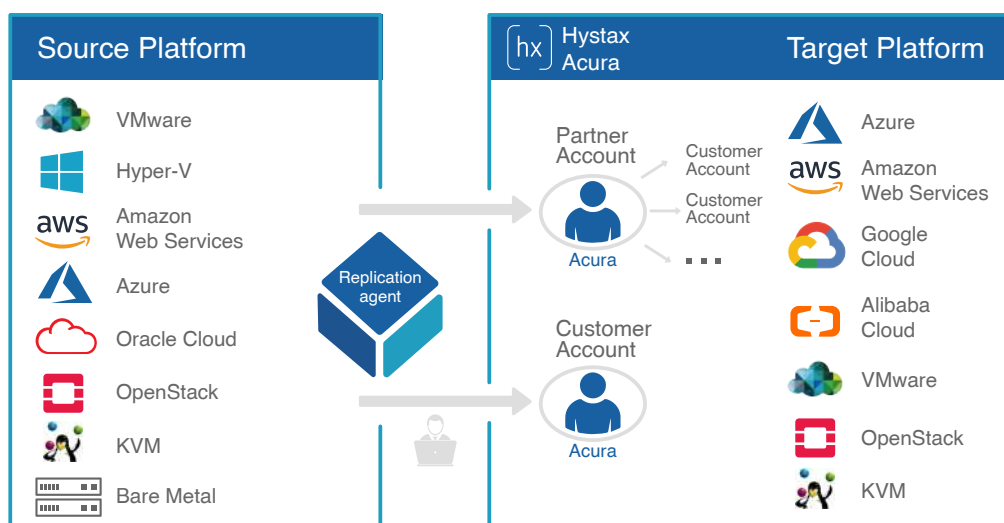 Source Platform
VMware
Hyper-V
aws
Amazon
Web Services
Azure
Oracle Cloud
OpenStack
KVM
Bare Metal
Replication
agent
[hx]
Hystax
Acura
Target Platform
Partner
Account
Acura
Customer
Account
Customer
Account
...
Customer
Account
Acura
Azure
aws
Amazon
Web Services
Google
Cloud
Alibaba
Cloud
VMware
OpenStack
KVM